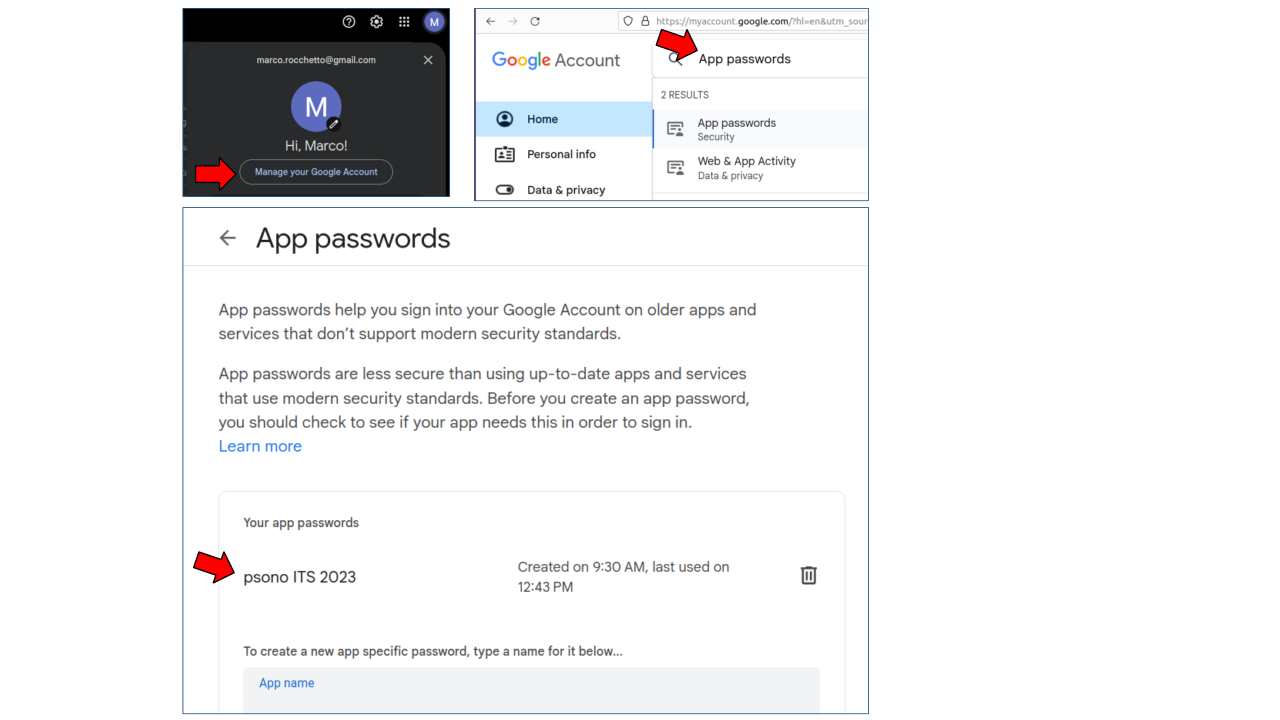 M
marco.rocchetto@gmail.com
M
Hi, Marco!
Manage your Google Account
https://myaccount.google.com/?hl=en&utm_sour
Google Account
App passwords
2 RESULTS
Home
App passwords
Security
Personal info
Web & App Activity
Data & privacy
Data & privacy
App passwords
App passwords help you sign into your Google Account on older apps and
services that don’t support modern security standards.
App passwords are less secure than using up-to-date apps and services
that use modern security standards. Before you create an app password,
you should check to see if your app needs this in order to sign in.
Learn more
Your app passwords
psono ITS 2023
Created on 9:30 AM, last used on
12:43 PM
To create a new app specific password, type a name for it below...
App name